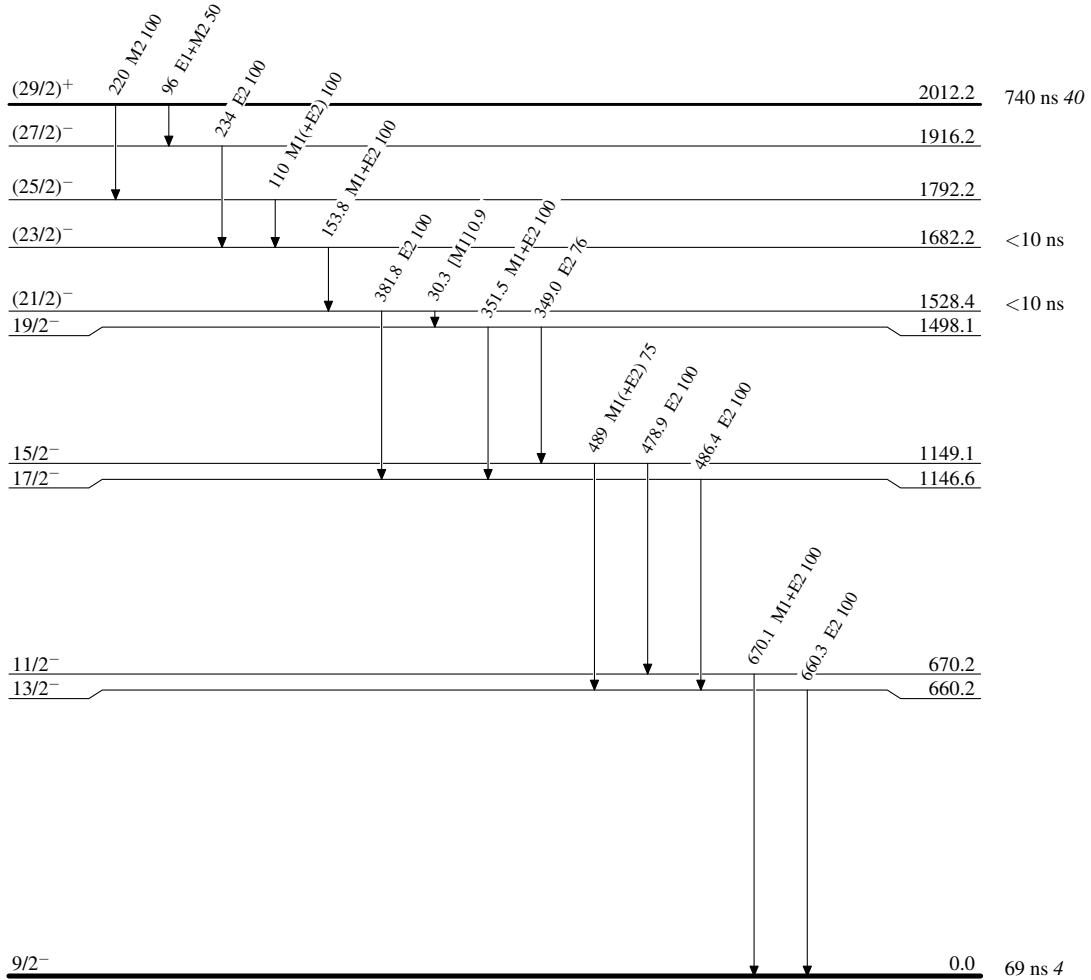 220 M2 100
96 E1+M2 50
(29/2)+ 2012.2 740 ns 40
234 E2 100
(27/2)− 1916.2
110 M1(+E2) 100
(25/2)− 1792.2
153.8 M1+E2 100
(23/2)− 1682.2 <10 ns
381.8 E2 100
30.3 [M1] 0.9
351.5 M1+E2 100
349.0 E2 76
(21/2)− 1528.4 <10 ns
19/2− 1498.1
489 M1(+E2) 75
478.9 E2 100
486.4 E2 100
15/2− 1149.1
17/2− 1146.6
670.1 M1+E2 100
660.3 E2 100
11/2− 670.2
13/2− 660.2
9/2− 0.0 69 ns 4